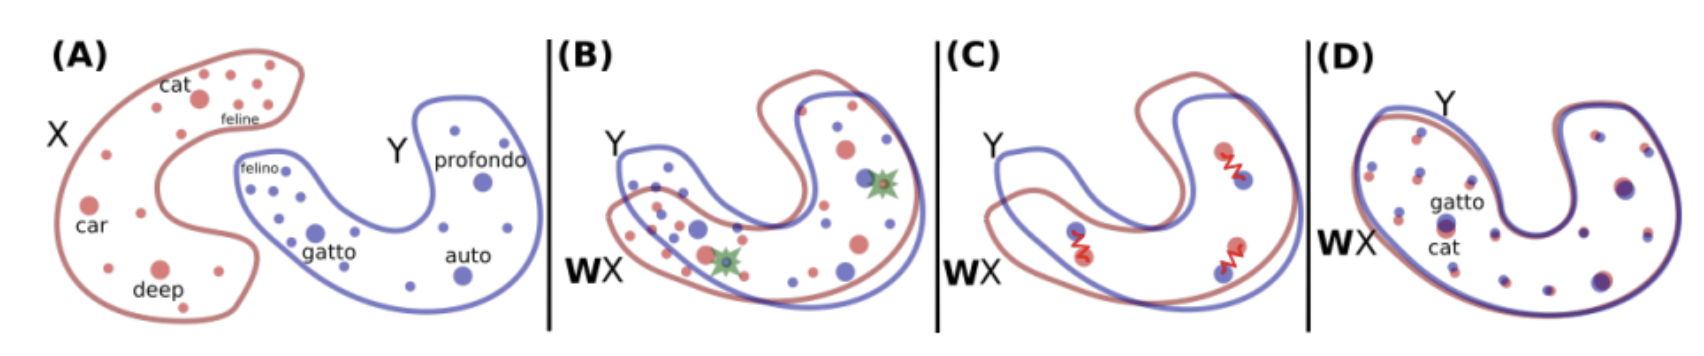 (A)
cat
feline
X
car
deep
Y
profondo
felino
gatto
auto
(B)
Y
WX
(C)
Y
WX
(D)
Y
gatto
cat
WX